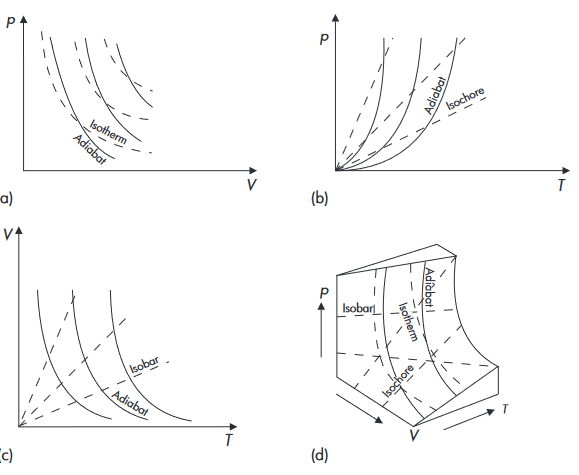 P
Isotherm
Adiabat
V
a)
P
Adiabat
Isochore
T
(b)
V
Isobar
Adiabat
T
(c)
P
Isobar
Isotherm
Adiabat
Isochore
T
V
(d)